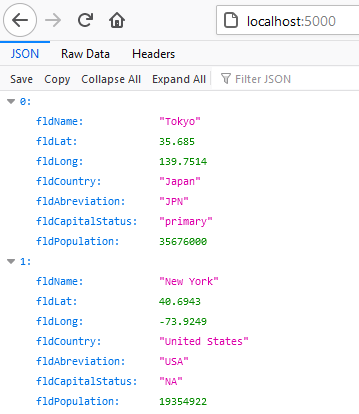 localhost:5000
JSON Raw Data Headers
Save Copy Collapse All Expand All Filter JSON
0:
fldName: "Tokyo"
fldLat: 35.685
fldLong: 139.7514
fldCountry: "Japan"
fldAbreviation: "JPN"
fldCapitalStatus: "primary"
fldPopulation: 35676000
1:
fldName: "New York"
fldLat: 40.6943
fldLong: -73.9249
fldCountry: "United States"
fldAbreviation: "USA"
fldCapitalStatus: "NA"
fldPopulation: 19354922